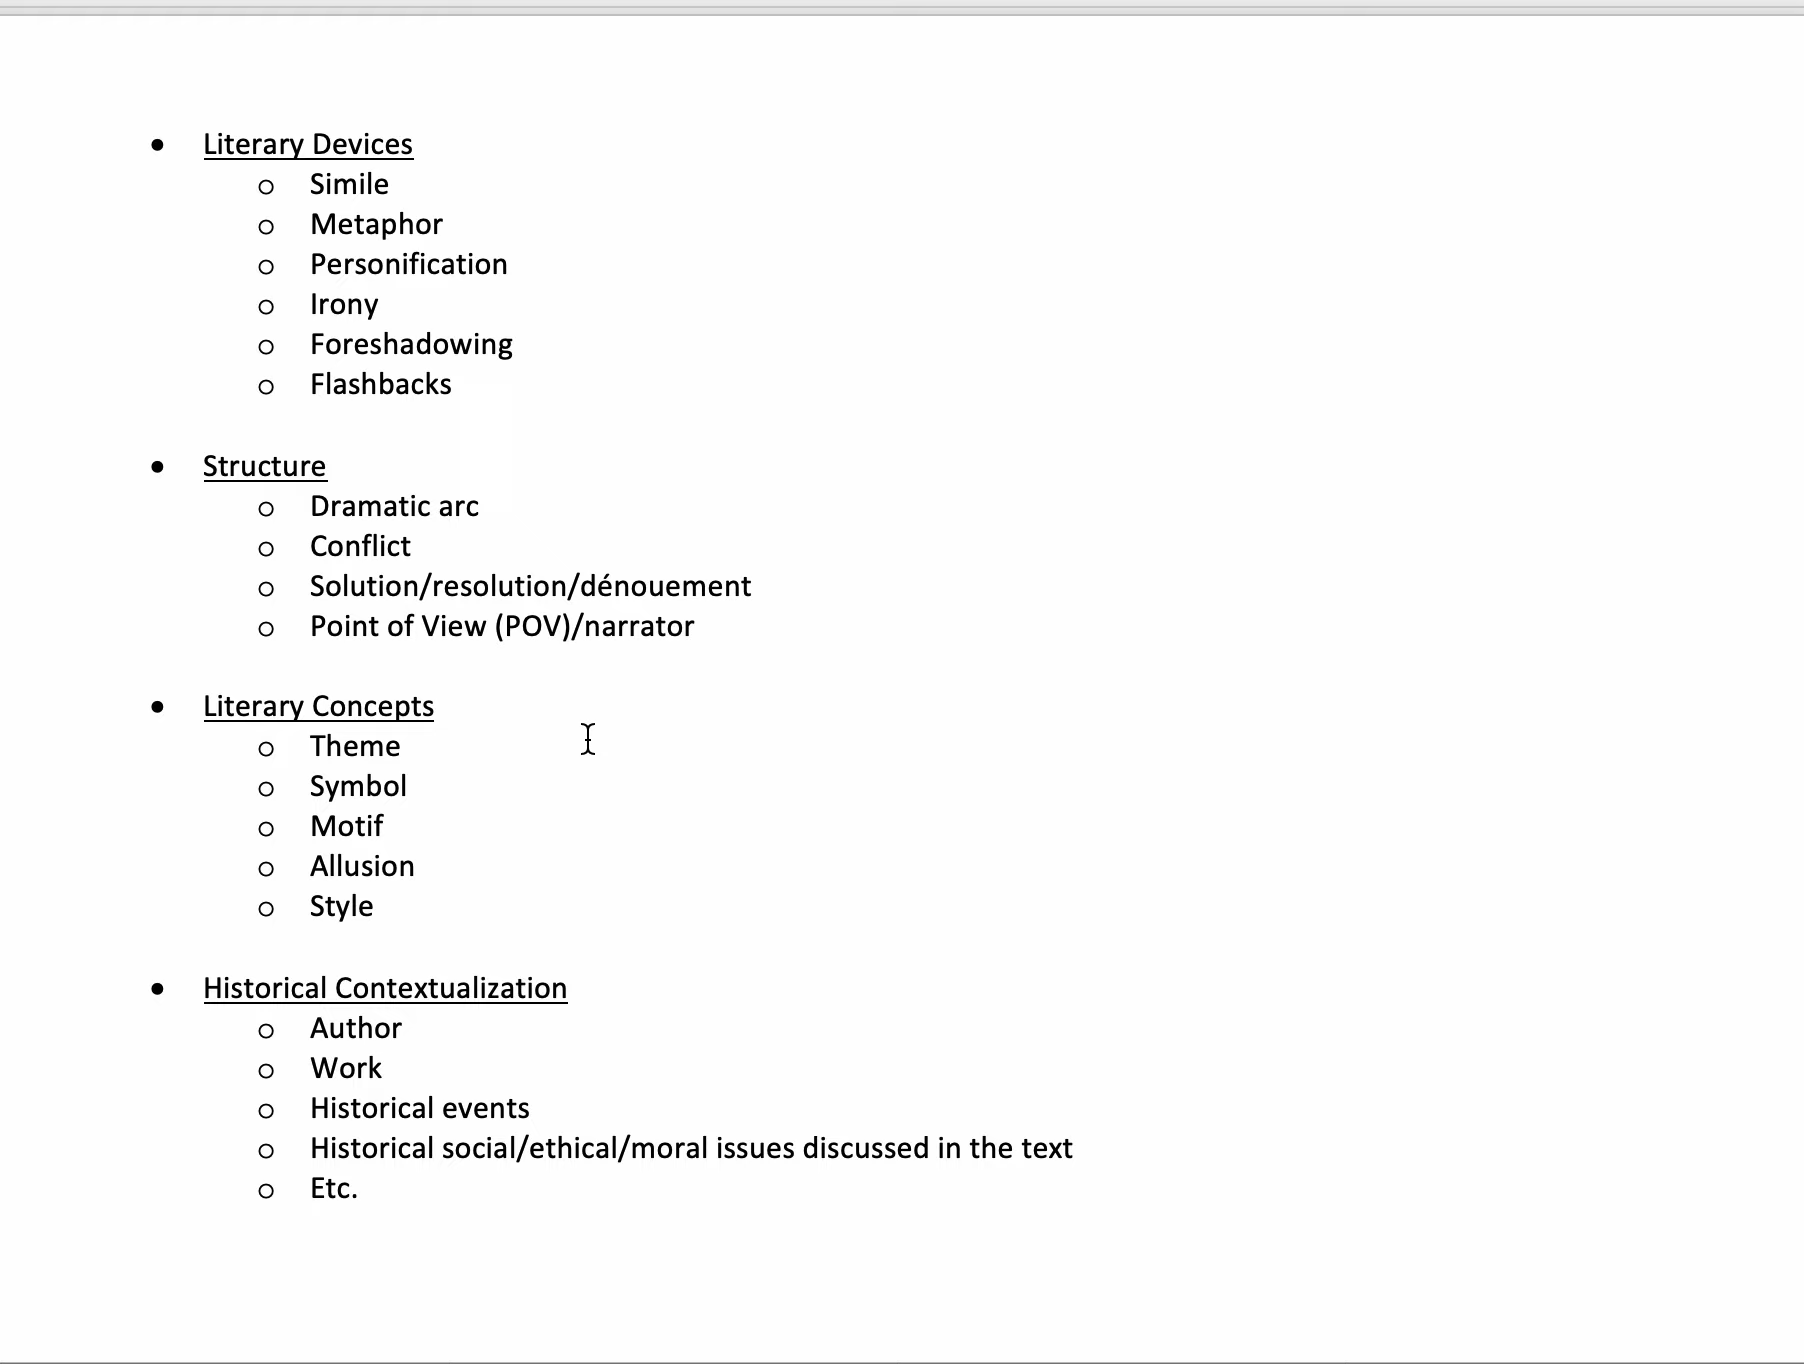 • Literary Devices
o Simile
o Metaphor
o Personification
o Irony
o Foreshadowing
o Flashbacks
• Structure
o Dramatic arc
o Conflict
o Solution/resolution/dénouement
o Point of View (POV)/narrator
• Literary Concepts
o Theme
o Symbol
o Motif
o Allusion
o Style
• Historical Contextualization
o Author
o Work
o Historical events
o Historical social/ethical/moral issues discussed in the text
o Etc.